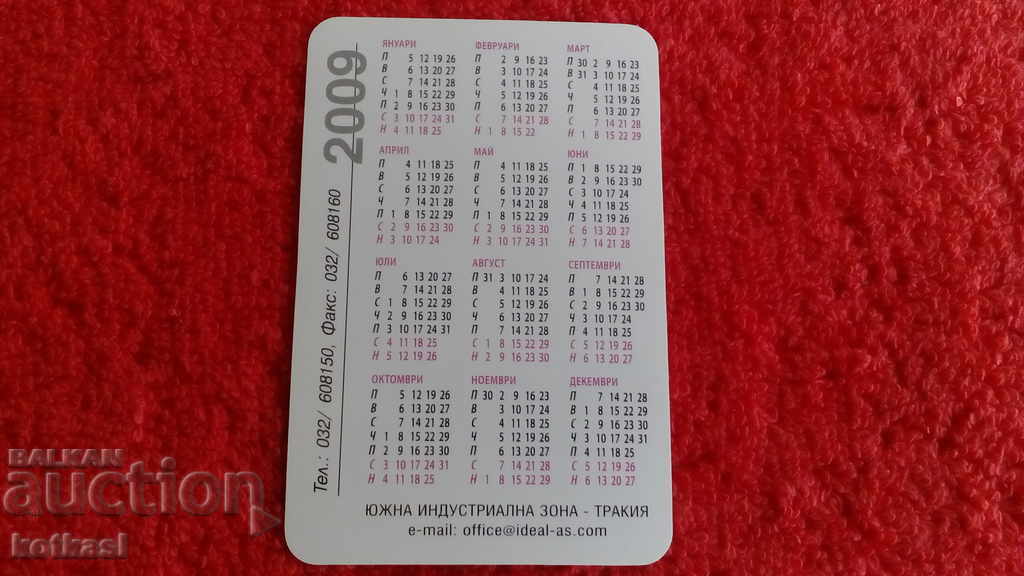 2009
Тел.: 032/ 608150, Факс: 032/ 608160
ЯНУАРИ
П 5 12 19 26
В 6 13 20 27
С 7 14 21 28
Ч 1 8 15 22 29
П 2 9 16 23 30
С 3 10 17 24 31
Н 4 11 18 25
ФЕВРУАРИ
П 2 9 16 23
В 3 10 17 24
С 4 11 18 25
Ч 5 12 19 26
П 6 13 20 27
С 7 14 21 28
Н 1 8 15 22
МАРТ
П 30 2 9 16 23
В 31 3 10 17 24
С 4 11 18 25
Ч 5 12 19 26
П 6 13 20 27
С 7 14 21 28
Н 1 8 15 22 29
АПРИЛ
П 4 11 18 25
В 5 12 19 26
С 6 13 20 27
Ч 7 14 21 28
П 1 8 15 22 29
С 2 9 16 23 30
Н 3 10 17 24
МАЙ
П 4 11 18 25
В 5 12 19 26
С 6 13 20 27
Ч 7 14 21 28
П 1 8 15 22 29
С 2 9 16 23 30
Н 3 10 17 24 31
ЮНИ
П 1 8 15 22 29
В 2 9 16 23 30
С 3 10 17 24
Ч 4 11 18 25
П 5 12 19 26
С 6 13 20 27
Н 7 14 21 28
ЮЛИ
П 6 13 20 27
В 7 14 21 28
С 1 8 15 22 29
Ч 2 9 16 23 30
П 3 10 17 24 31
С 4 11 18 25
Н 5 12 19 26
АВГУСТ
П 31 3 10 17 24
В 4 11 18 25
С 5 12 19 26
Ч 6 13 20 27
П 7 14 21 28
С 1 8 15 22 29
Н 2 9 16 23 30
СЕПТЕМВРИ
П 7 14 21 28
В 1 8 15 22 29
С 2 9 16 23 30
Ч 3 10 17 24
П 4 11 18 25
С 5 12 19 26
Н 6 13 20 27
ОКТОМВРИ
П 5 12 19 26
В 6 13 20 27
С 7 14 21 28
Ч 1 8 15 22 29
П 2 9 16 23 30
С 3 10 17 24 31
Н 4 11 18 25
НОЕМВРИ
П 30 2 9 16 23
В 3 10 17 24
С 4 11 18 25
Ч 5 12 19 26
П 6 13 20 27
С 7 14 21 28
Н 1 8 15 22 29
ДЕКЕМВРИ
П 7 14 21 28
В 1 8 15 22 29
С 2 9 16 23 30
Ч 3 10 17 24 31
П 4 11 18 25
С 5 12 19 26
Н 6 13 20 27
ЮЖНА ИНДУСТРИАЛНА ЗОНА - ТРАКИЯ
e-mail: office@ideal-as.com
BALKAN
auction
kotkasl